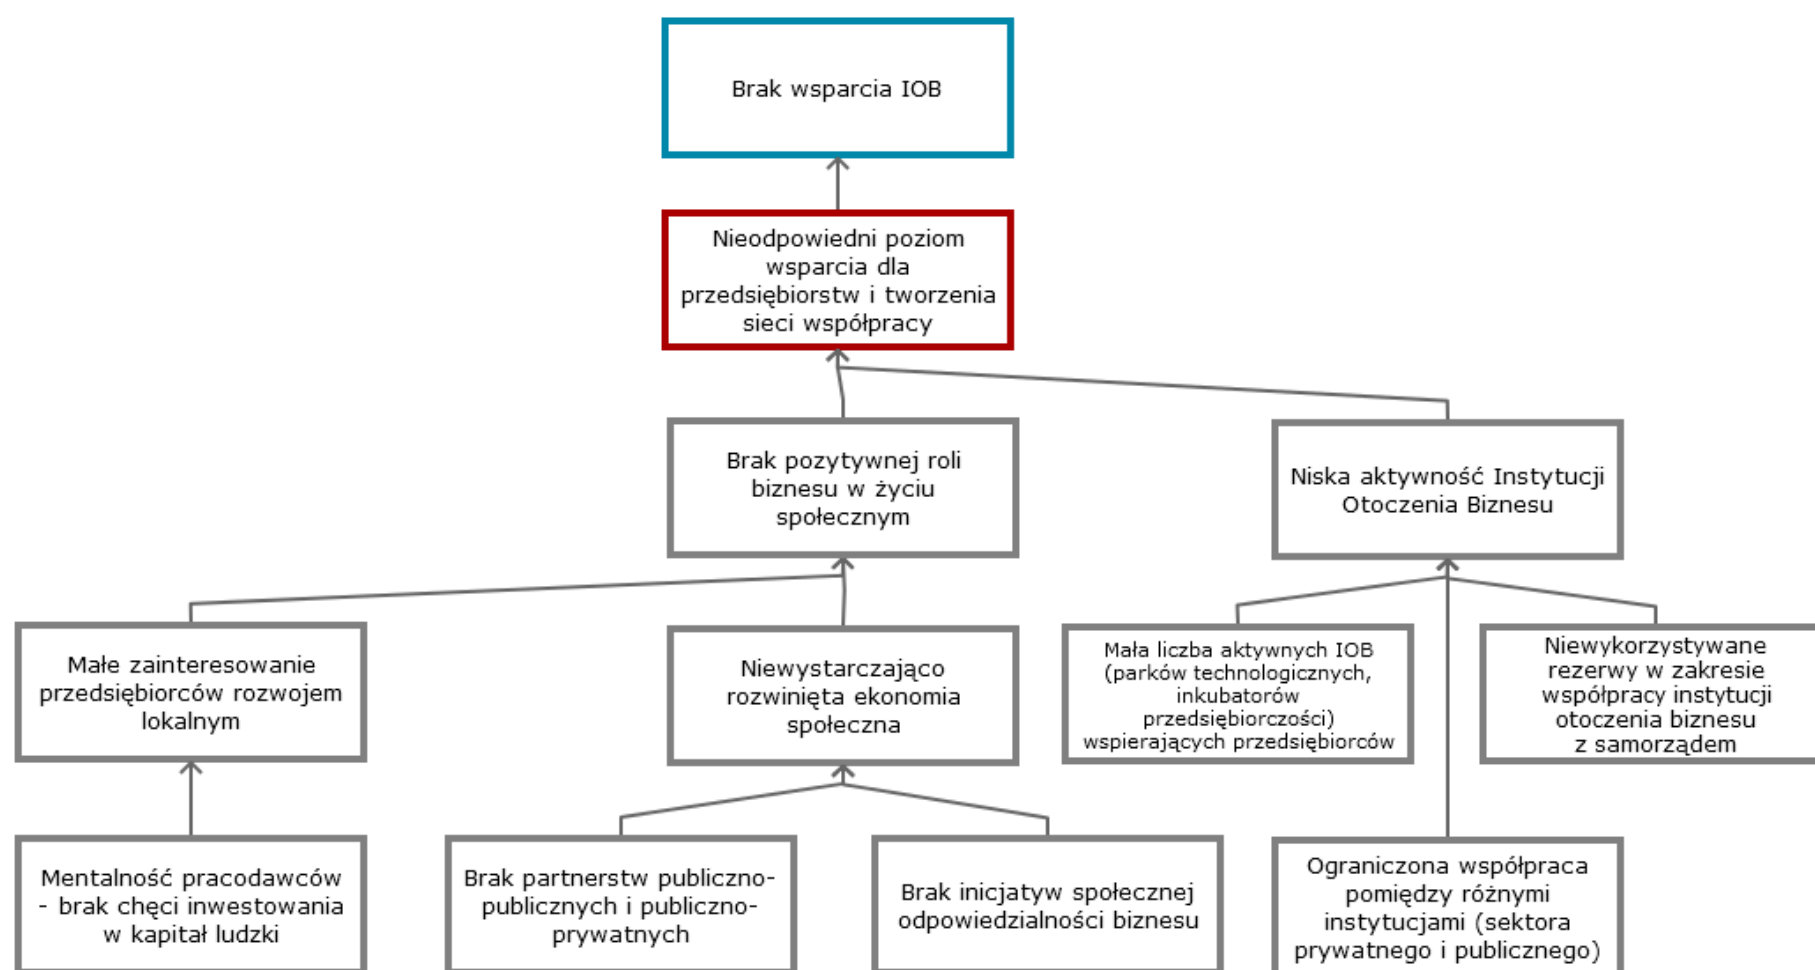 Brak wsparcia IOB
Nieodpowiedni poziom
wsparcia dla
przedsiębiorstw i tworzenia
sieci współpracy
Brak pozytywnej roli
biznesu w życiu
społecznym
Niska aktywność Instytucji
Otoczenia Biznesu
Małe zainteresowanie
przedsiębiorców rozwojem
lokalnym
Niewystarczająco
rozwinięta ekonomia
społeczna
Mała liczba aktywnych IOB
(parków technologicznych,
inkubatorów
przedsiębiorczości)
wspierających przedsiębiorców
Niewykorzystywane
rezerwy w zakresie
współpracy instytucji
otoczenia biznesu
z samorządem
Mentalność pracodawców
- brak chęci inwestowania
w kapitał ludzki
Brak partnerstw publiczno-
publicznych i publiczno-
prywatnych
Brak inicjatyw społecznej
odpowiedzialności biznesu
Ograniczona współpraca
pomiędzy różnymi
instytucjami (sektora
prywatnego i publicznego)